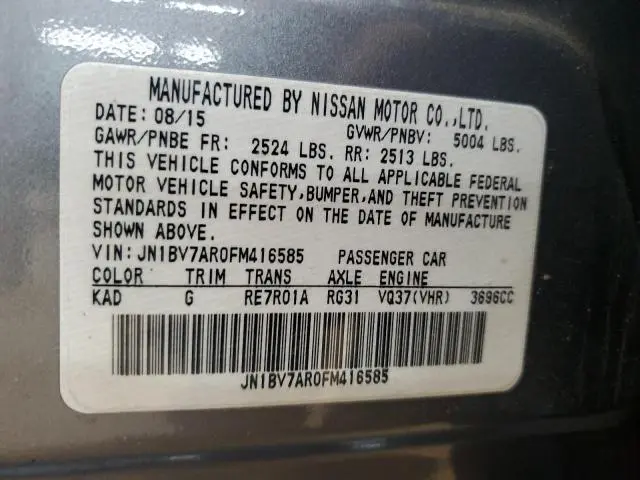 MANUFACTURED BY NISSAN MOTOR CO.,LTD.
DATE: 08/15 GVWR/PNBV: 5004 LBS.
GAWR/PNBE FR: 2524 LBS. RR: 2513 LBS.
THIS VEHICLE CONFORMS TO ALL APPLICABLE FEDERAL
MOTOR VEHICLE SAFETY,BUMPER,AND THEFT PREVENTION
STANDARDS IN EFFECT ON THE DATE OF MANUFACTURE
SHOWN ABOVE.
VIN:JN1BV7AR0FM416585 PASSENGER CAR
COLOR TRIM TRANS AXLE ENGINE
KAD G RE7R01A RG31 VQ37(VHR) 3696CC
JN1BV7AR0FM416585